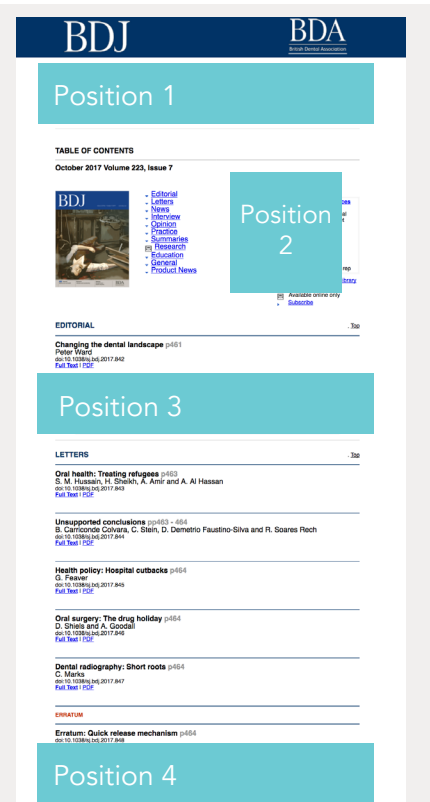 BDJ
BDA
British Dental Association
Position 1
TABLE OF CONTENTS
October 2017 Volume 223, Issue 7
BDJ
Editorial
Letters
News
Interview
Opinion
Practice
Summaries
Research
Education
General
Product News
Position
2
Available online only
Subscribe
EDITORIAL
Top
Changing the dental landscape p461
Peter Ward
doi:10.1038/sj.bdj.2017.842
Full Text | PDF
Position 3
LETTERS
Top
Oral health: Treating refugees p463
S. M. Hussain, H. Sheikh, A. Amir and A. Al Hassan
doi:10.1038/sj.bdj.2017.843
Full Text | PDF
Unsupported conclusions pp463 - 464
B. Carriconde Colvara, C. Stein, D. Demetrio Faustino-Silva and R. Soares Rech
doi:10.1038/sj.bdj.2017.844
Full Text | PDF
Health policy: Hospital cutbacks p464
G. Feaver
doi:10.1038/sj.bdj.2017.845
Full Text | PDF
Oral surgery: The drug holiday p464
D. Shiels and A. Goodall
doi:10.1038/sj.bdj.2017.846
Full Text | PDF
Dental radiography: Short roots p464
C. Marks
doi:10.1038/sj.bdj.2017.847
Full Text | PDF
ERRATUM
Erratum: Quick release mechanism p464
doi:10.1038/sj.bdj.2017.848
Position 4